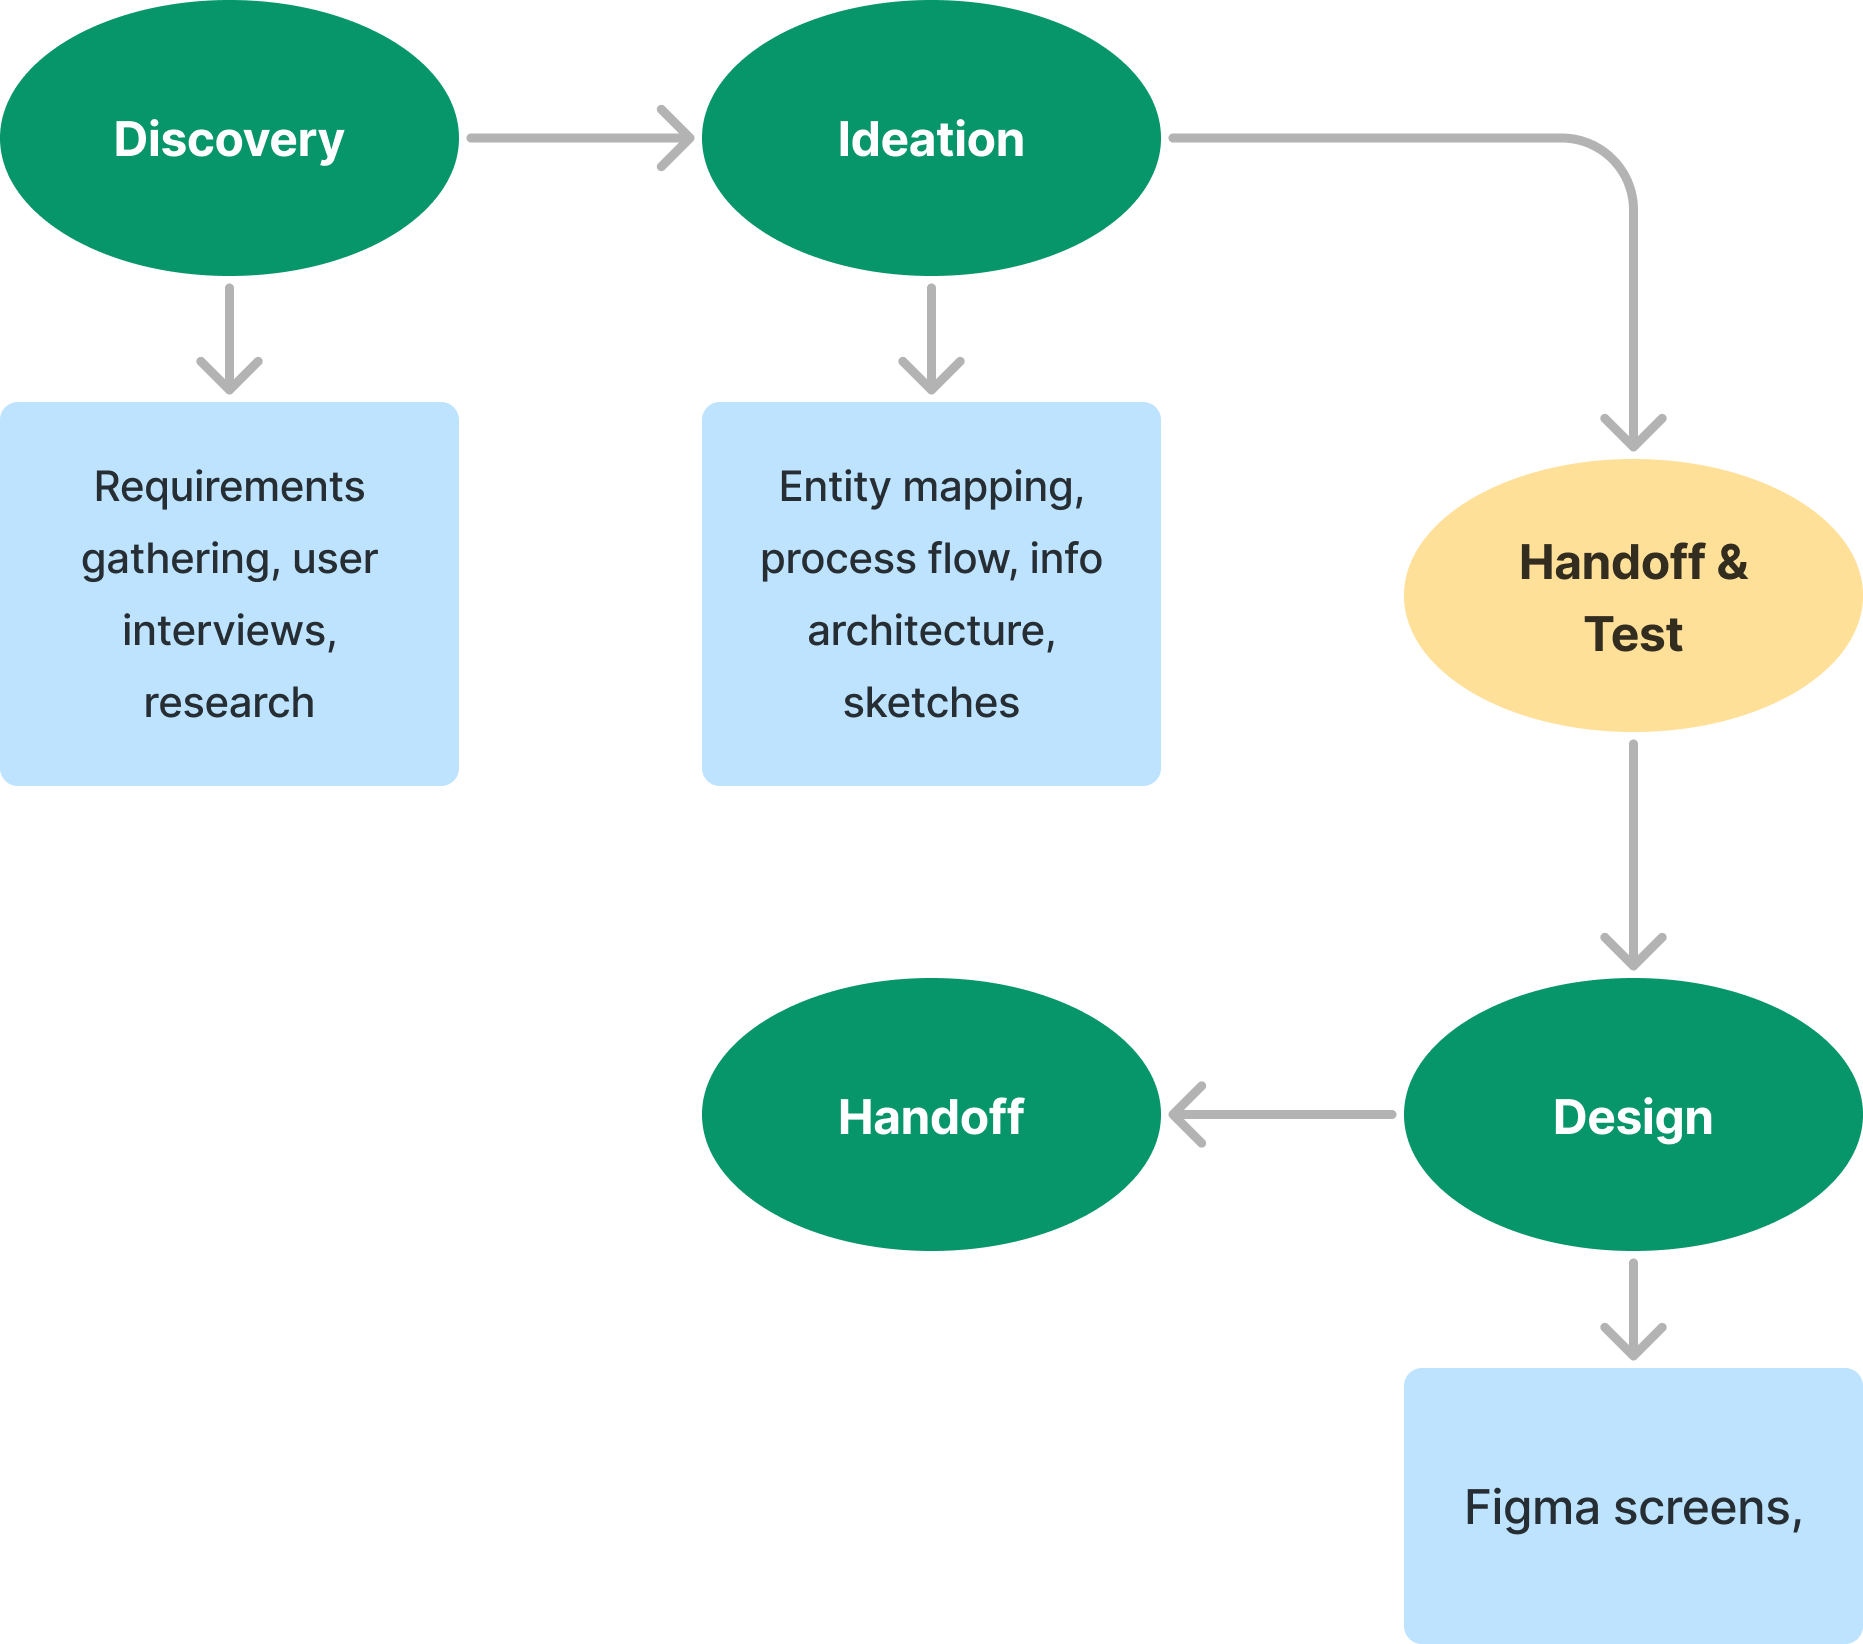 Discovery
Ideation
Requirements
gathering, user
interviews,
research
Entity mapping,
process flow, info
architecture,
sketches
Handoff &
Test
Handoff
Design
Figma screens,